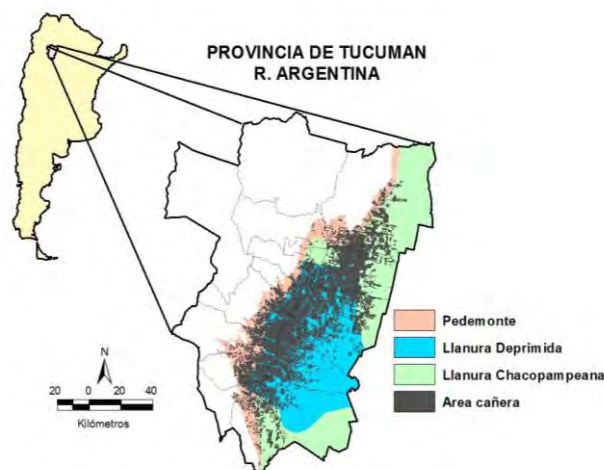 PROVINCIA DE TUCUMAN
R. ARGENTINA
Pedemonte
Llanura Deprimida
Llanura Chacopampeana
Area cañera
N
20 0 20 40
Kilómetros